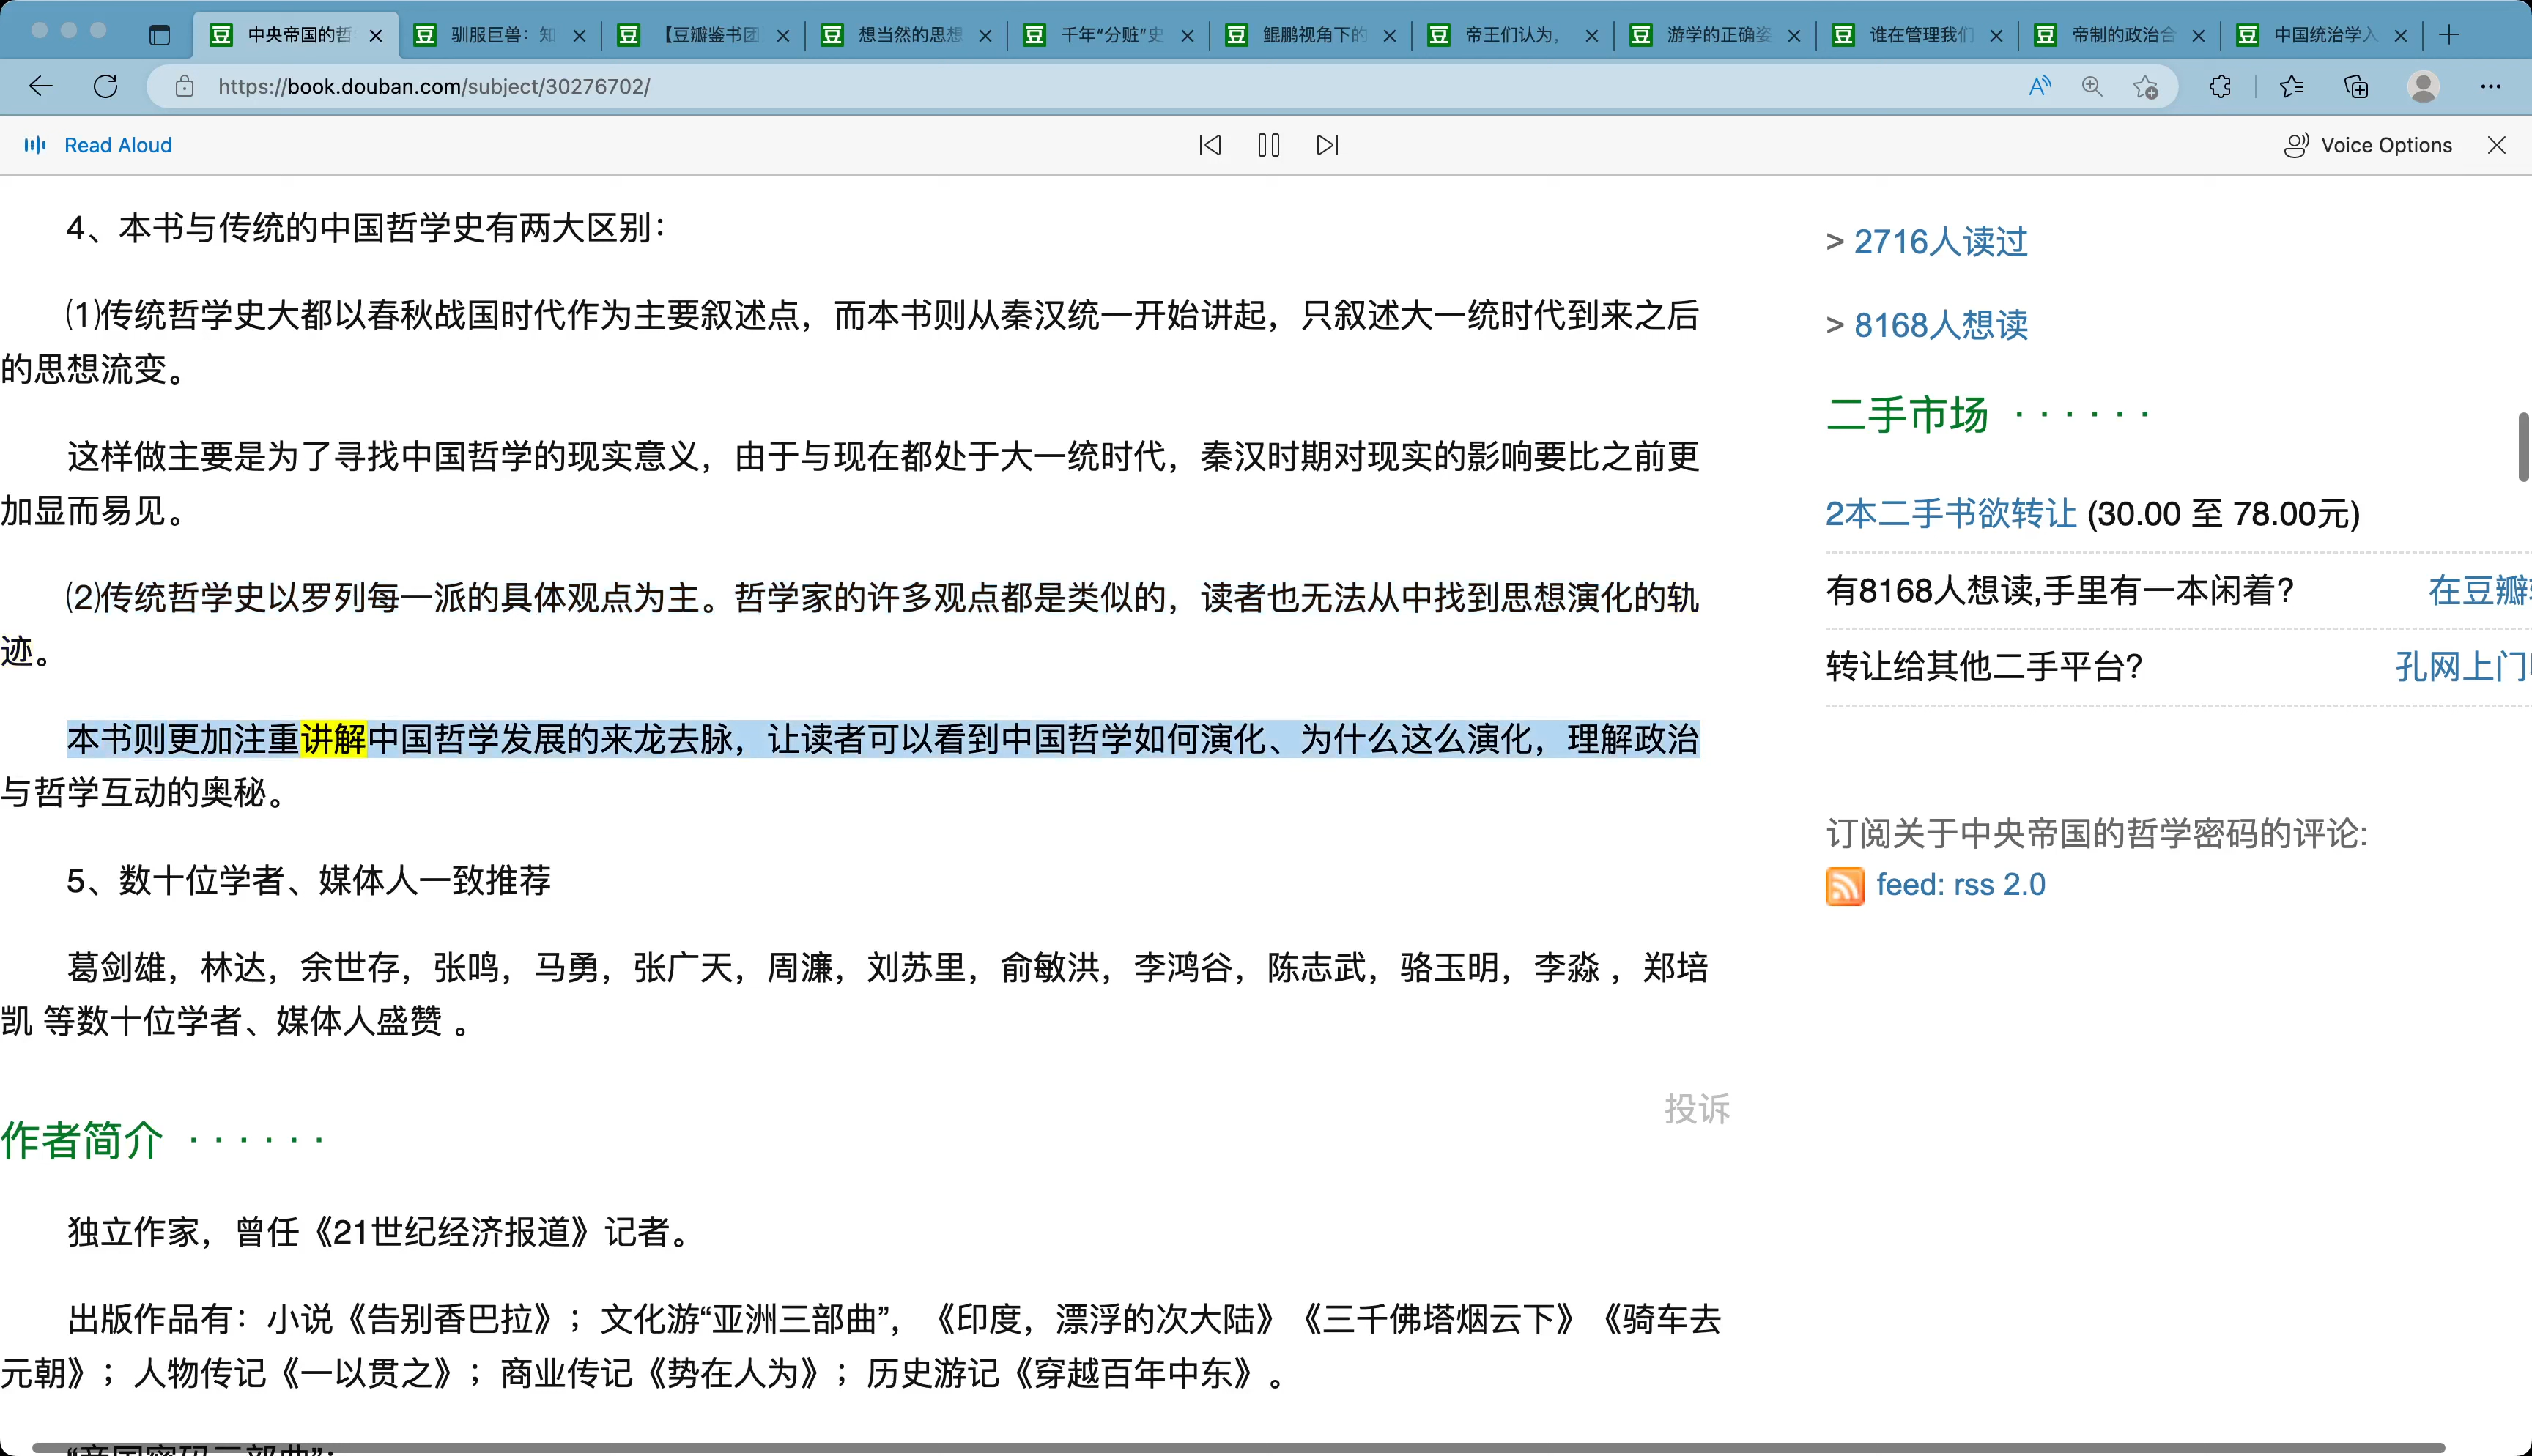 中央帝国的哲
驯服巨兽：知
【豆瓣鉴书团
想当然的思想
千年“分赃”史
鲲鹏视角下的
帝王们认为，
游学的正确姿
谁在管理我们
帝制的政治合
中国统治学入
https://book.douban.com/subject/30276702/
Read Aloud
Voice Options
4、本书与传统的中国哲学史有两大区别：
(1)传统哲学史大都以春秋战国时代作为主要叙述点，而本书则从秦汉统一开始讲起，只叙述大一统时代到来之后
的思想流变。
这样做主要是为了寻找中国哲学的现实意义，由于与现在都处于大一统时代，秦汉时期对现实的影响要比之前更
加显而易见。
(2)传统哲学史以罗列每一派的具体观点为主。哲学家的许多观点都是类似的，读者也无法从中找到思想演化的轨
迹。
本书则更加注重讲解中国哲学发展的来龙去脉，让读者可以看到中国哲学如何演化、为什么这么演化，理解政治
与哲学互动的奥秘。
5、数十位学者、媒体人一致推荐
葛剑雄，林达，余世存，张鸣，马勇，张广天，周濂，刘苏里，俞敏洪，李鸿谷，陈志武，骆玉明，李淼 ，郑培
凯 等数十位学者、媒体人盛赞 。
投诉
作者简介 · · · · · ·
独立作家，曾任《21世纪经济报道》记者。
出版作品有：小说《告别香巴拉》；文化游“亚洲三部曲”，《印度，漂浮的次大陆》《三千佛塔烟云下》《骑车去
元朝》；人物传记《一以贯之》；商业传记《势在人为》；历史游记《穿越百年中东》。
“帝国密码三部曲”：
> 2716人读过
> 8168人想读
二手市场 · · · · · ·
2本二手书欲转让 (30.00 至 78.00元)
有8168人想读,手里有一本闲着?
在豆瓣
转让给其他二手平台?
孔网上门
订阅关于中央帝国的哲学密码的评论:
feed: rss 2.0